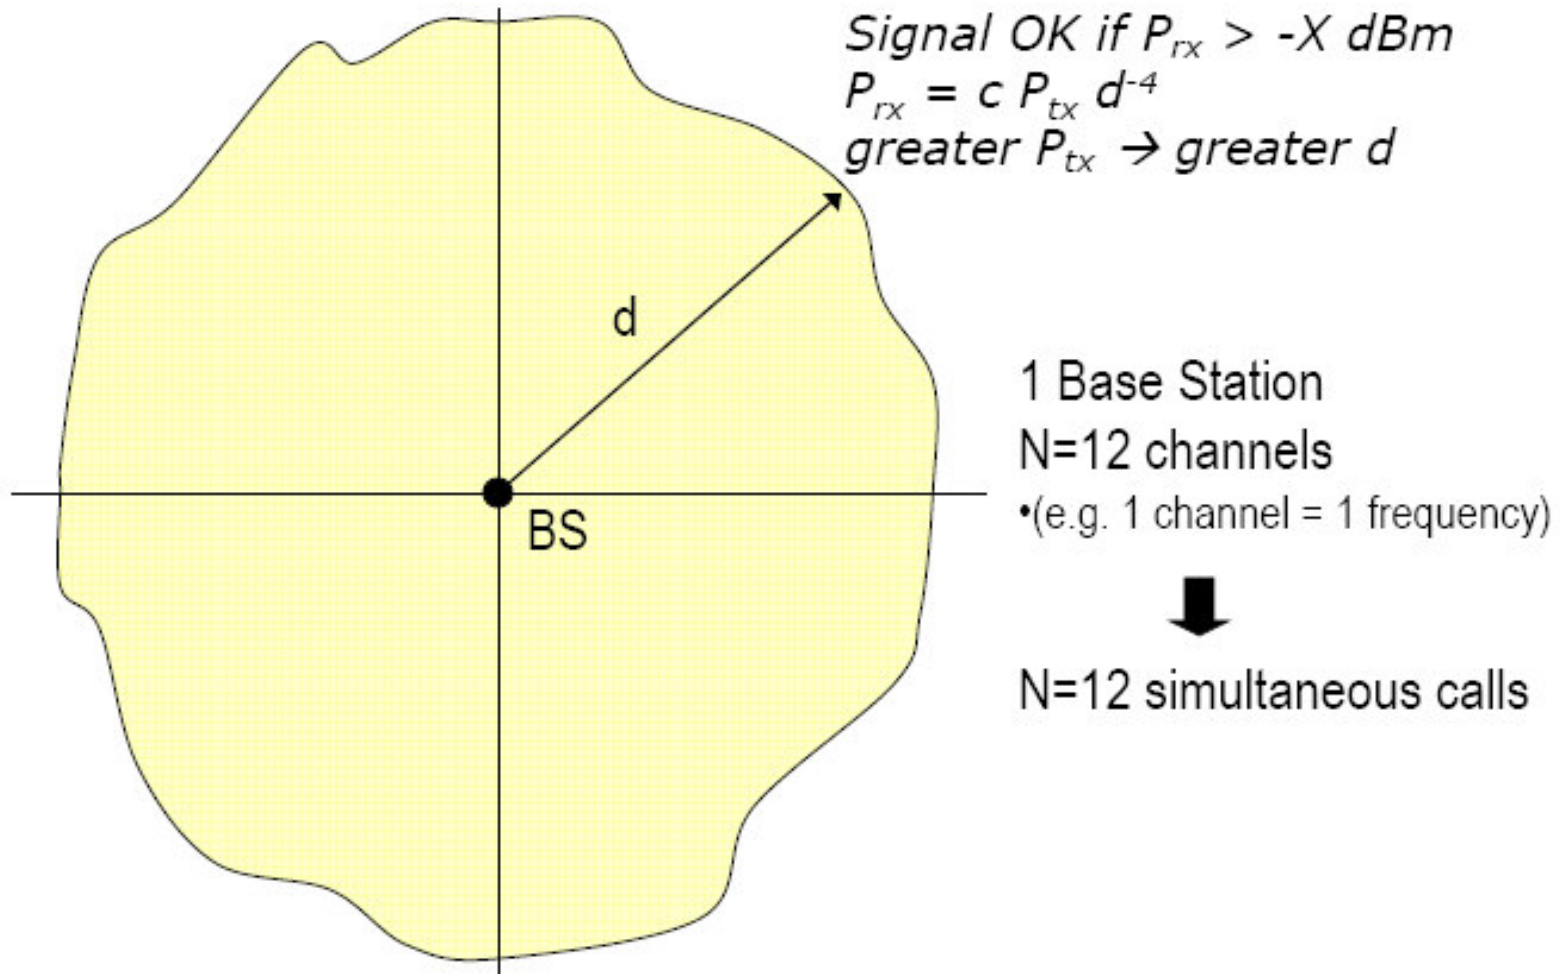 Signal OK if Prx > -X dBm
Prx = c Ptx d-4
greater Ptx → greater d
d
1 Base Station
N=12 channels
•(e.g. 1 channel = 1 frequency)
BS
N=12 simultaneous calls